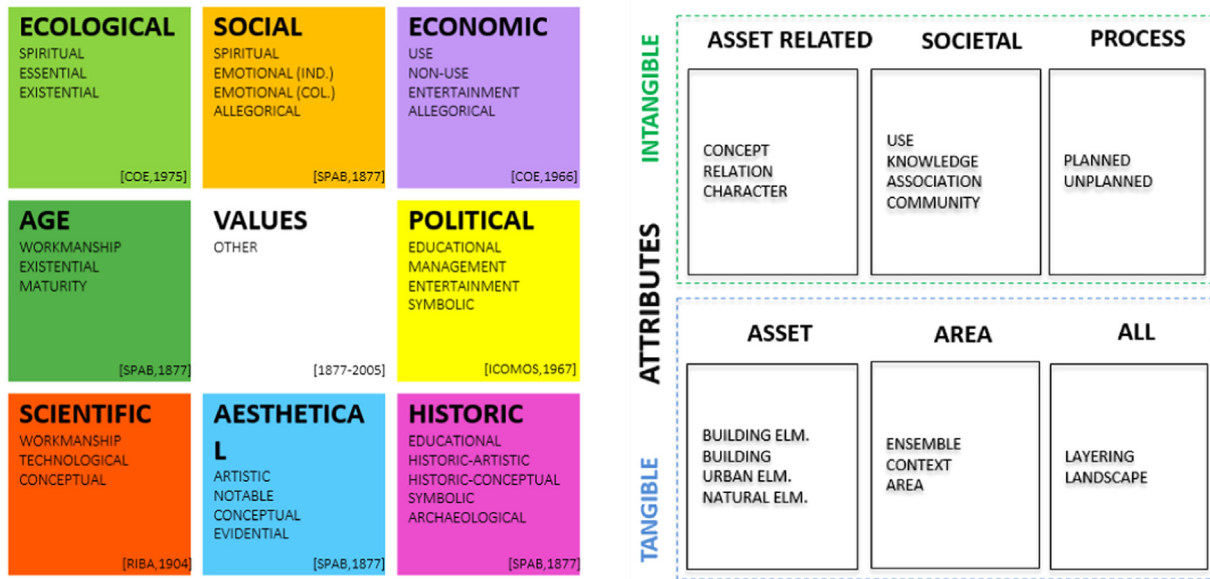 ECOLOGICAL
SPIRITUAL
ESSENTIAL
EXISTENTIAL
[COE,1975]
SOCIAL
SPIRITUAL
EMOTIONAL (IND.)
EMOTIONAL (COL.)
ALLEGORICAL
[SPAB,1877]
ECONOMIC
USE
NON-USE
ENTERTAINMENT
ALLEGORICAL
[COE,1966]
AGE
WORKMANSHIP
EXISTENTIAL
MATURITY
[SPAB,1877]
VALUES
OTHER
[1877-2005]
POLITICAL
EDUCATIONAL
MANAGEMENT
ENTERTAINMENT
SYMBOLIC
[ICOMOS,1967]
SCIENTIFIC
WORKMANSHIP
TECHNOLOGICAL
CONCEPTUAL
[RIBA,1904]
AESTHETICA
L
ARTISTIC
NOTABLE
CONCEPTUAL
EVIDENTIAL
[SPAB,1877]
HISTORIC
EDUCATIONAL
HISTORIC-ARTISTIC
HISTORIC-CONCEPTUAL
SYMBOLIC
ARCHAEOLOGICAL
[SPAB,1877]
ATTRIBUTES
INTANGIBLE
ASSET RELATED
CONCEPT
RELATION
CHARACTER
SOCIETAL
USE
KNOWLEDGE
ASSOCIATION
COMMUNITY
PROCESS
PLANNED
UNPLANNED
TANGIBLE
ASSET
BUILDING ELM.
BUILDING
URBAN ELM.
NATURAL ELM.
AREA
ENSEMBLE
CONTEXT
AREA
ALL
LAYERING
LANDSCAPE